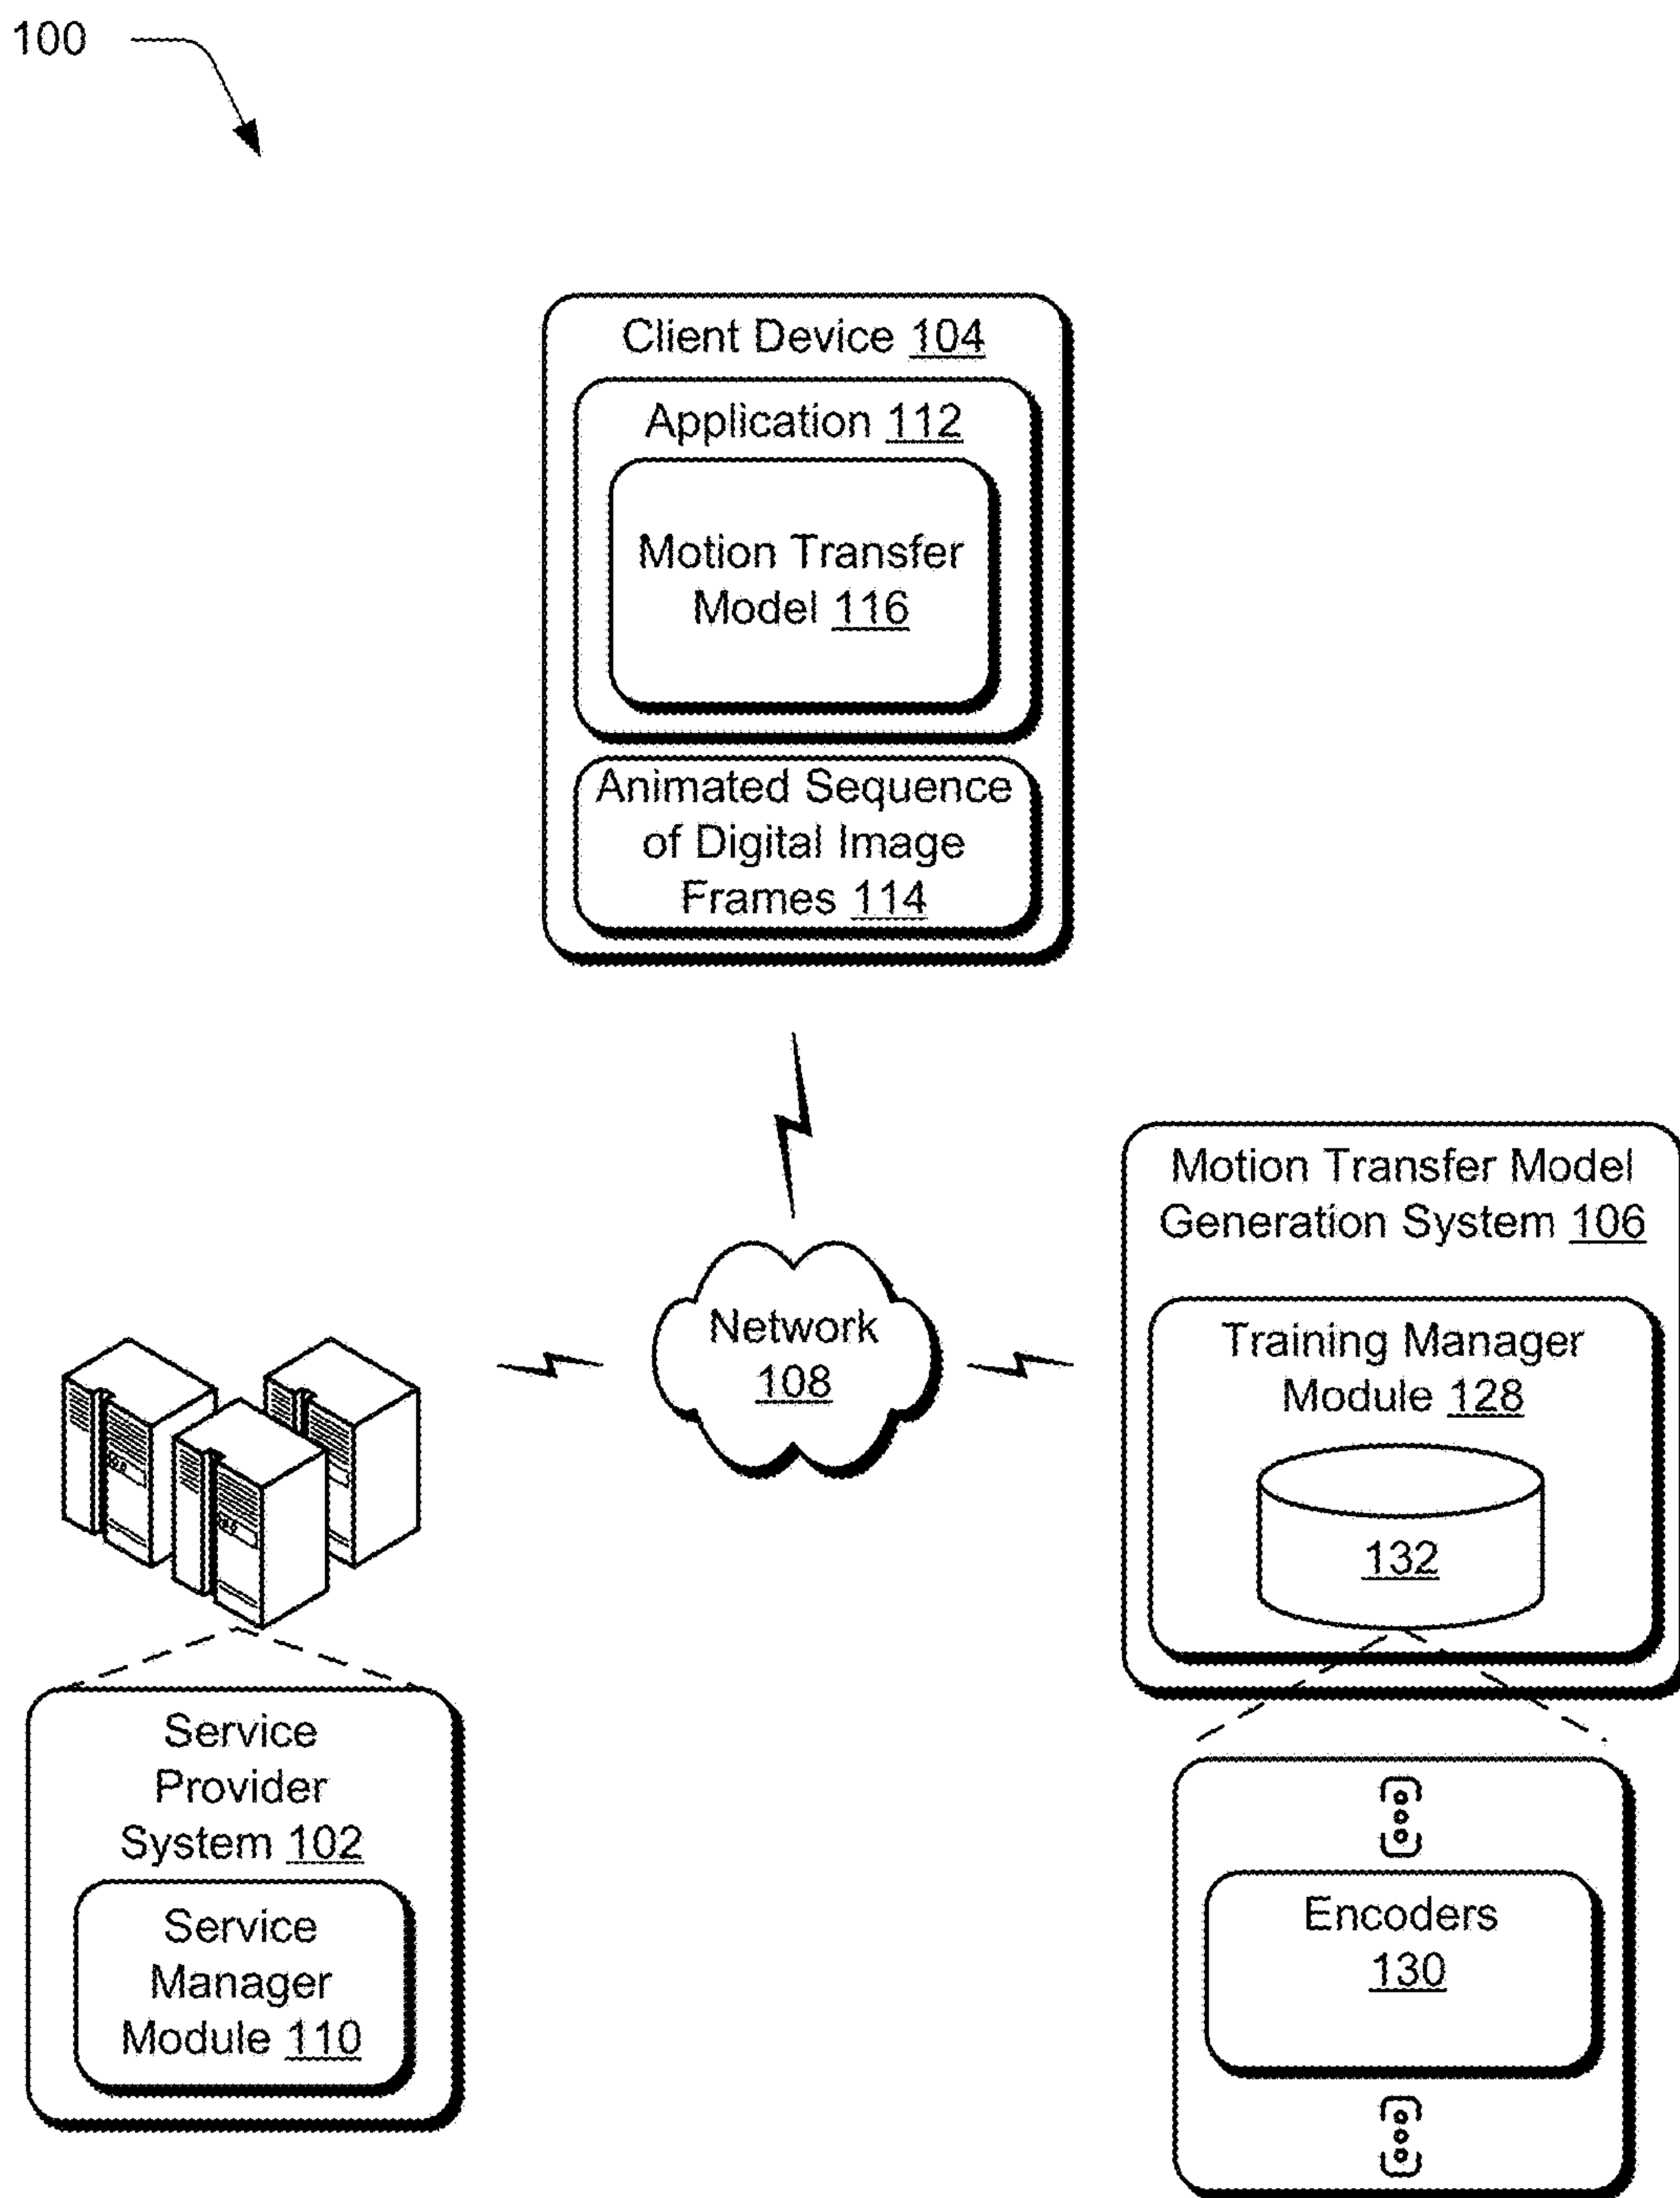 100
Client Device 104
Application 112
Motion Transfer
Model 116
Animated Sequence
of Digital Image
Frames 114
Network
108
Motion Transfer Model
Generation System 106
Training Manager
Module 128
132
Service
Provider
System 102
Service
Manager
Module 110
Encoders
130